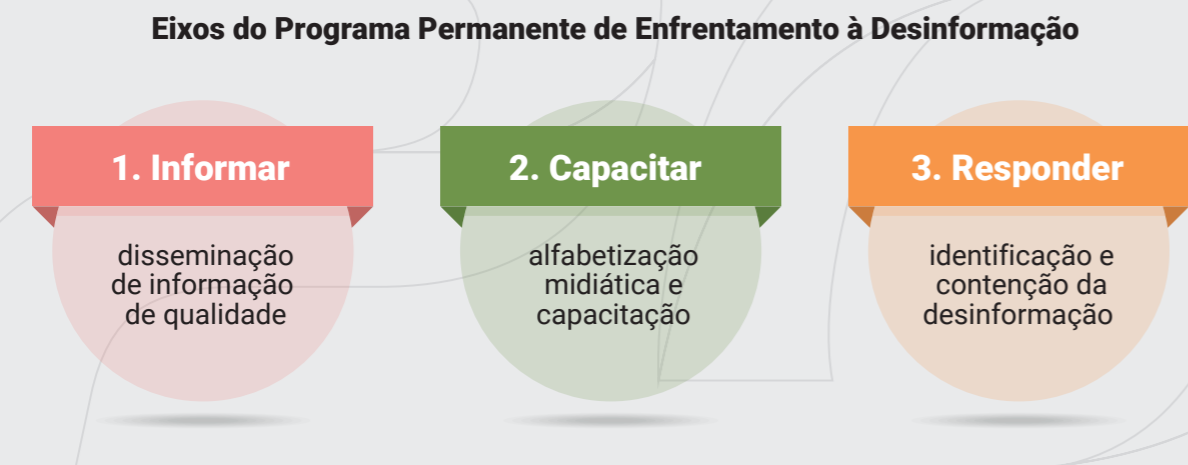 Eixos do Programa Permanente de Enfrentamento à Desinformação
1. Informar
disseminação
de informação
de qualidade
2. Capacitar
alfabetização
midiática e
capacitação
3. Responder
identificação e
contenção da
desinformação